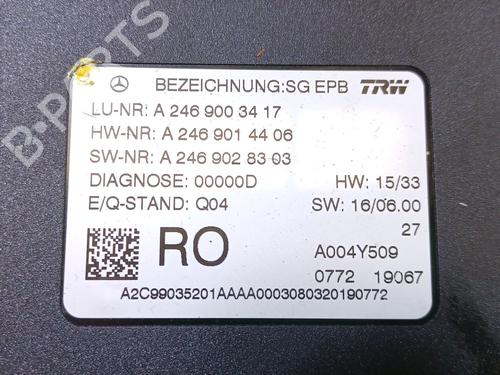 B-PARTS
BEZEICHNUNG:SG EPB TRW
LU-NR: A 246 900 34 17
HW-NR: A 246 901 44 06
SW-NR: A 246 902 83 03
DIAGNOSE: 00000D HW: 15/33
E/Q-STAND: Q04 SW: 16/06.00
27
RO A004Y509
0772 19067
A2C99035201AAAA0003080320190772